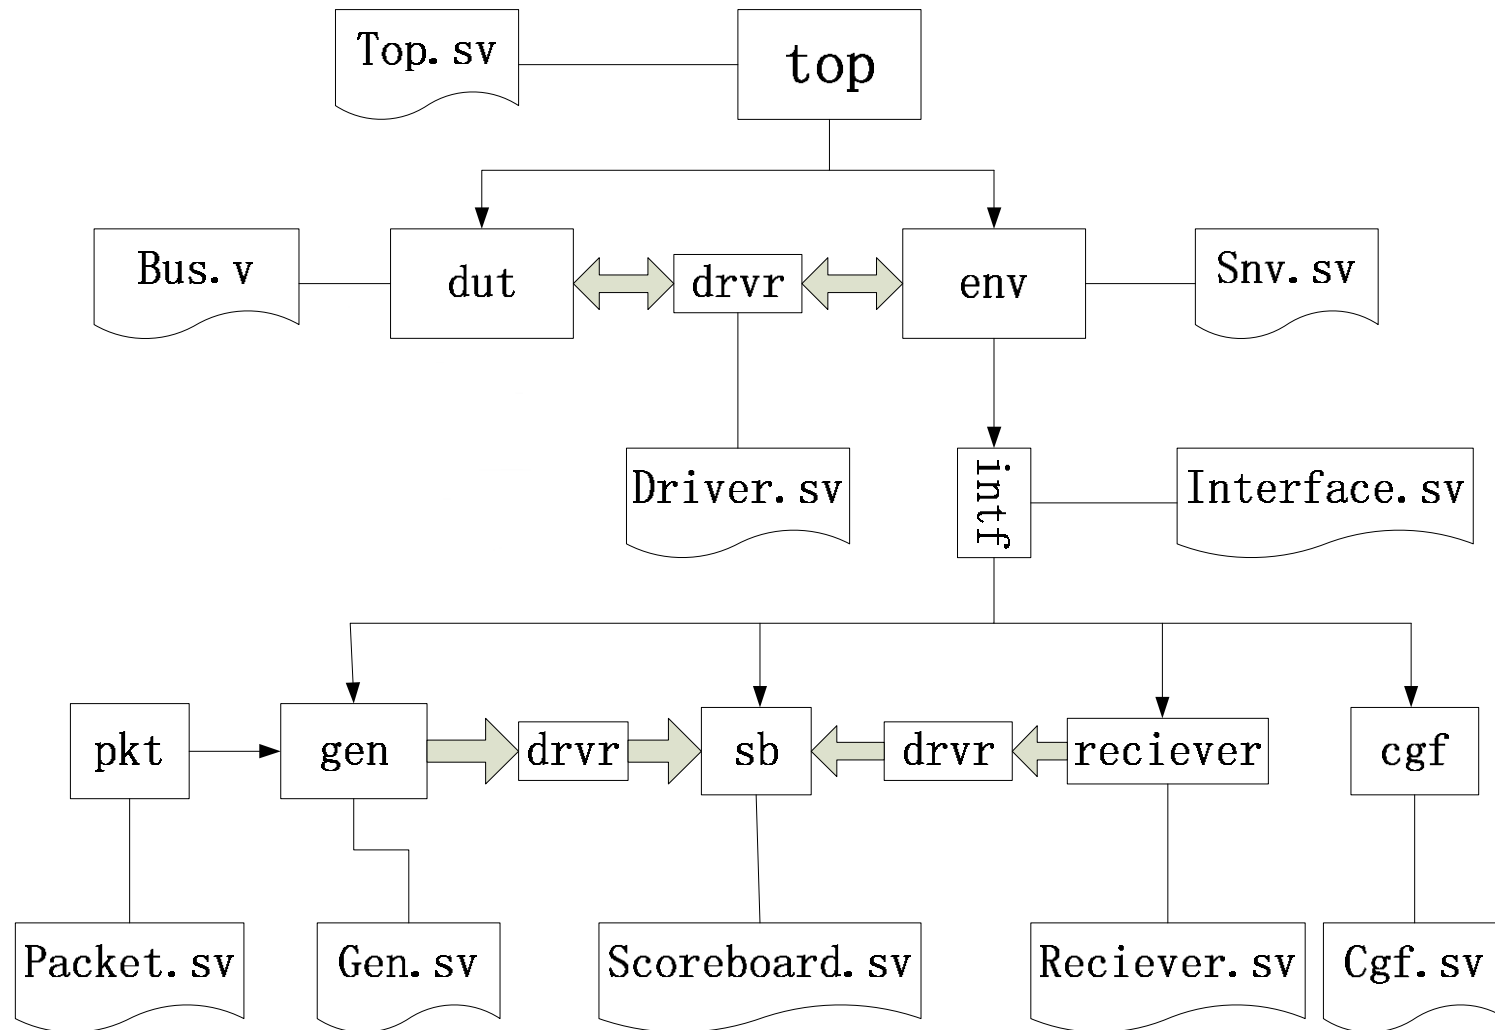 Top.sv
top
Bus.v
dut
drvr
env
Snv.sv
Driver.sv
intf
Interface.sv
pkt
gen
drvr
sb
drvr
reciever
cgf
Packet.sv
Gen.sv
Scoreboard.sv
Reciever.sv
Cgf.sv